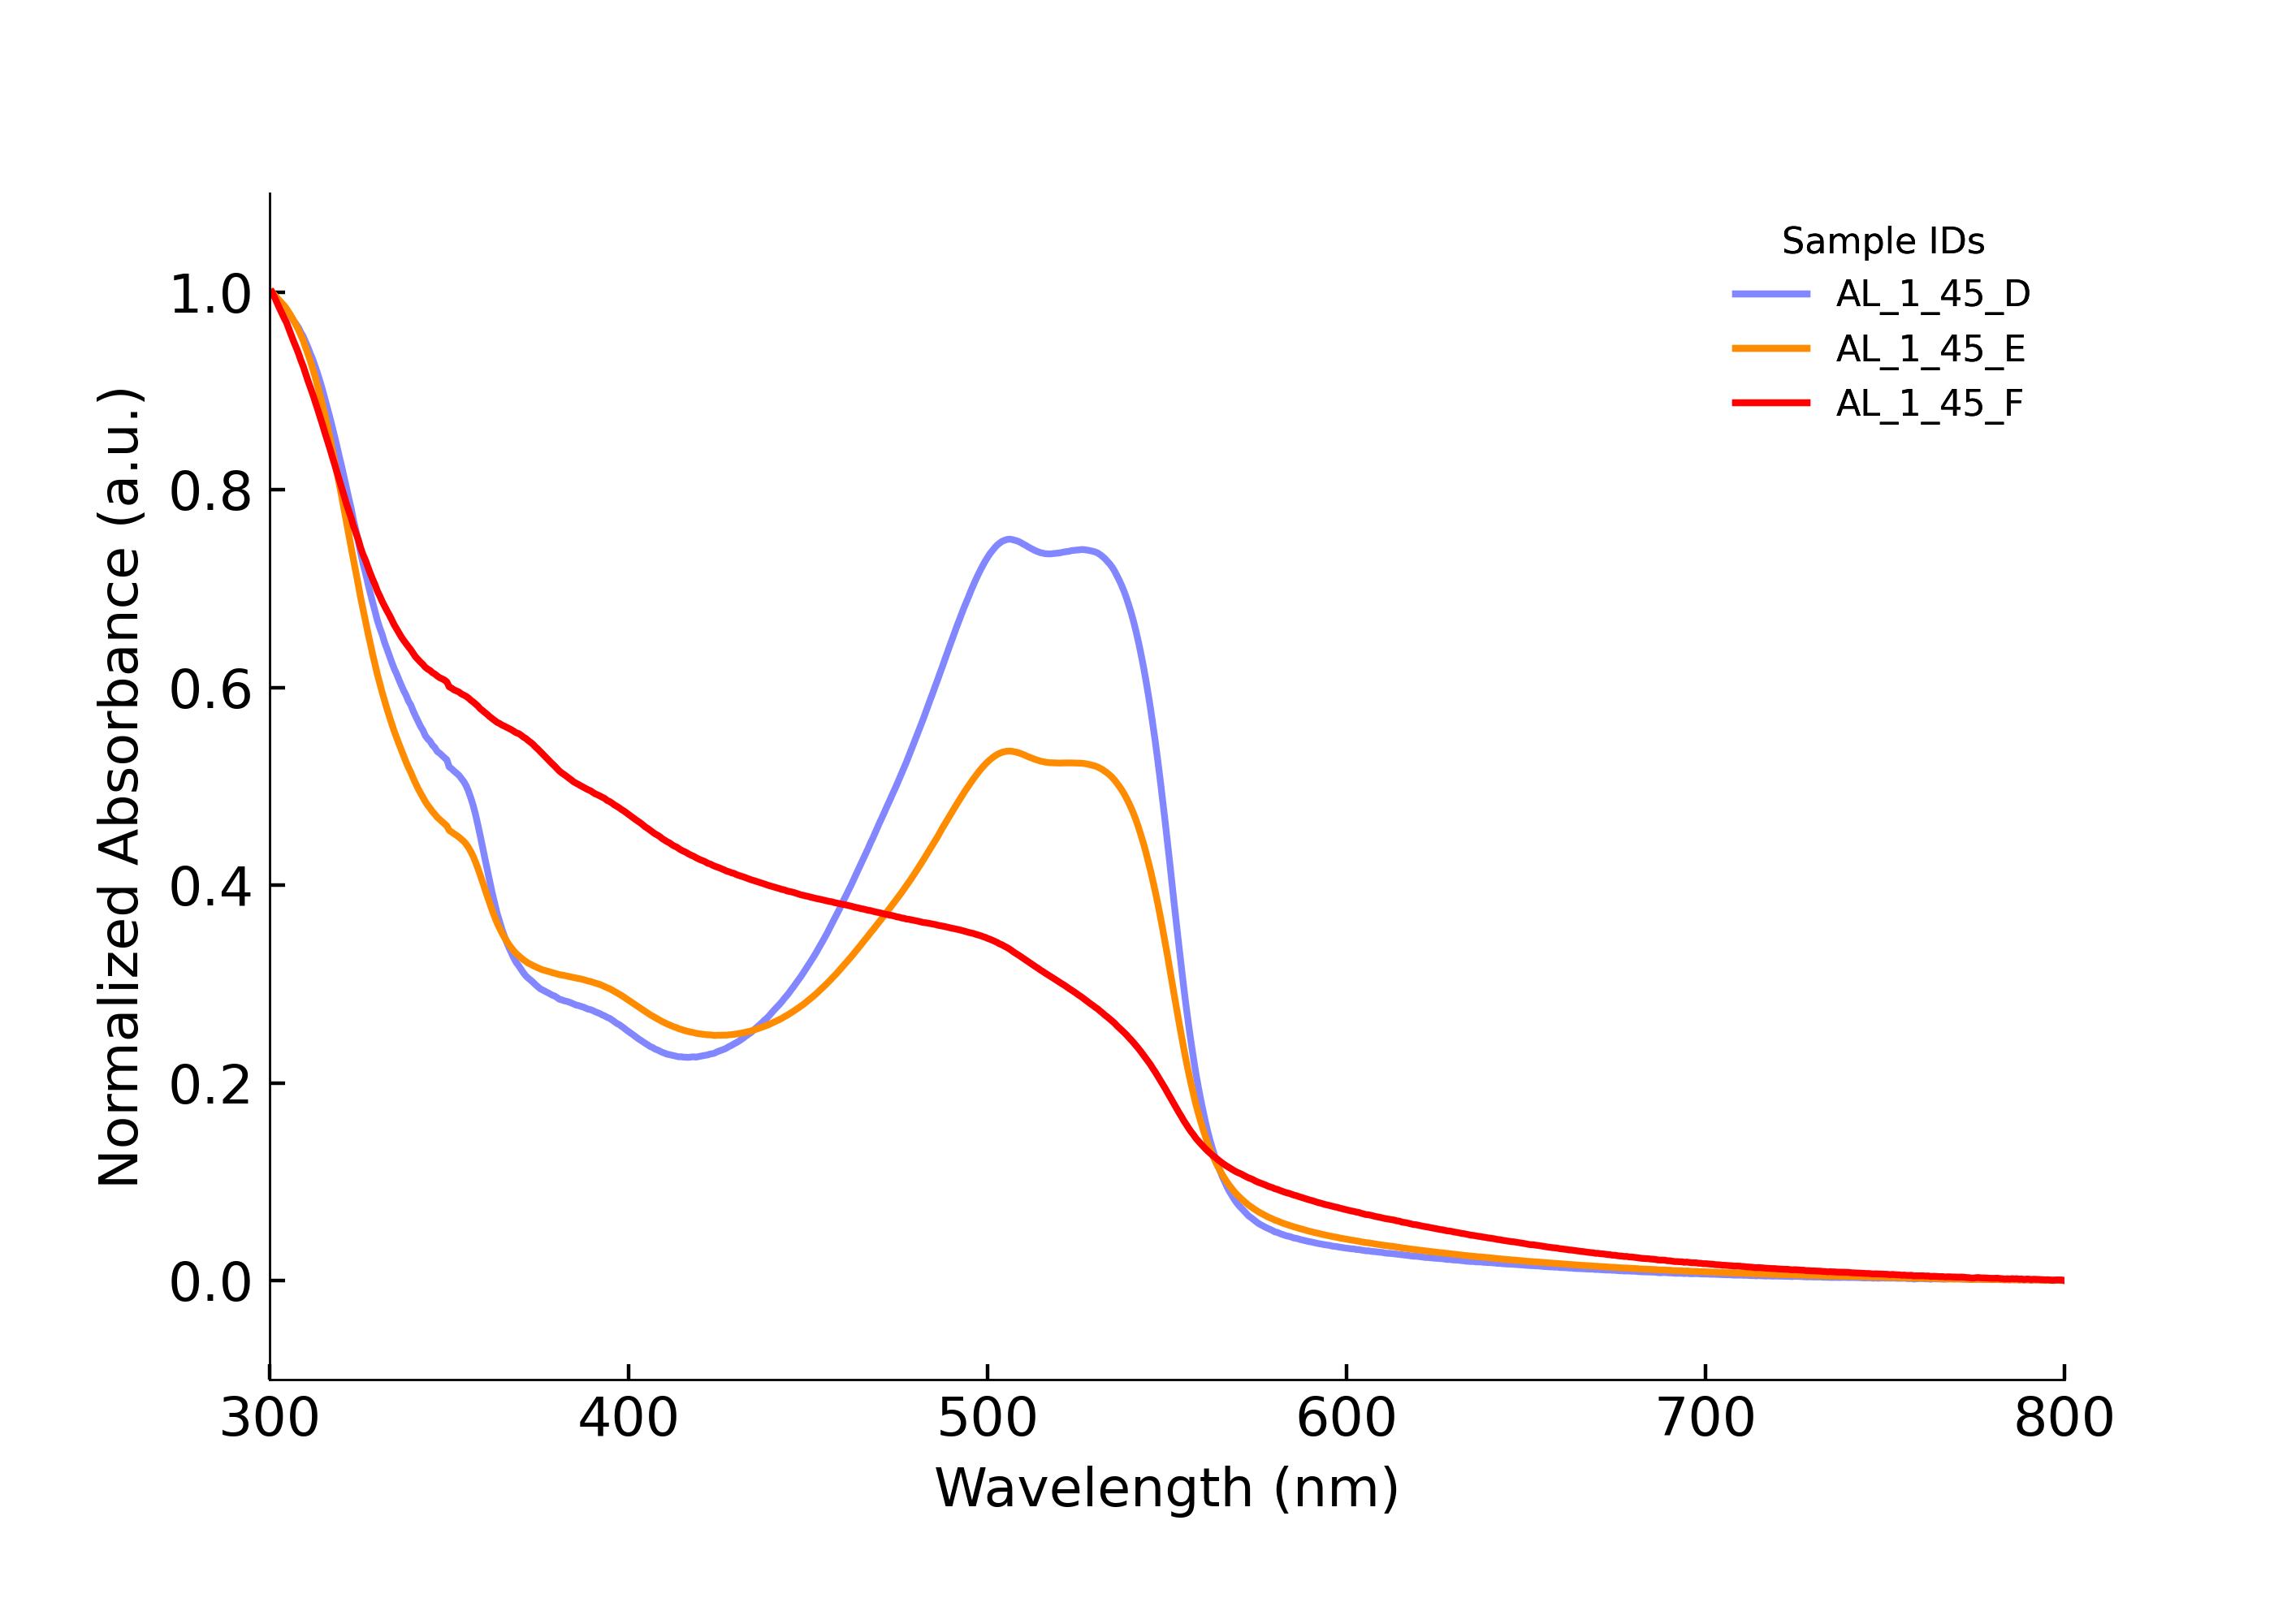 Sample IDs
AL_1_45_D
AL_1_45_E
AL_1_45_F
Normalized Absorbance (a.u.)
1.0
0.8
0.6
0.4
0.2
0.0
300 400 500 600 700 800
Wavelength (nm)